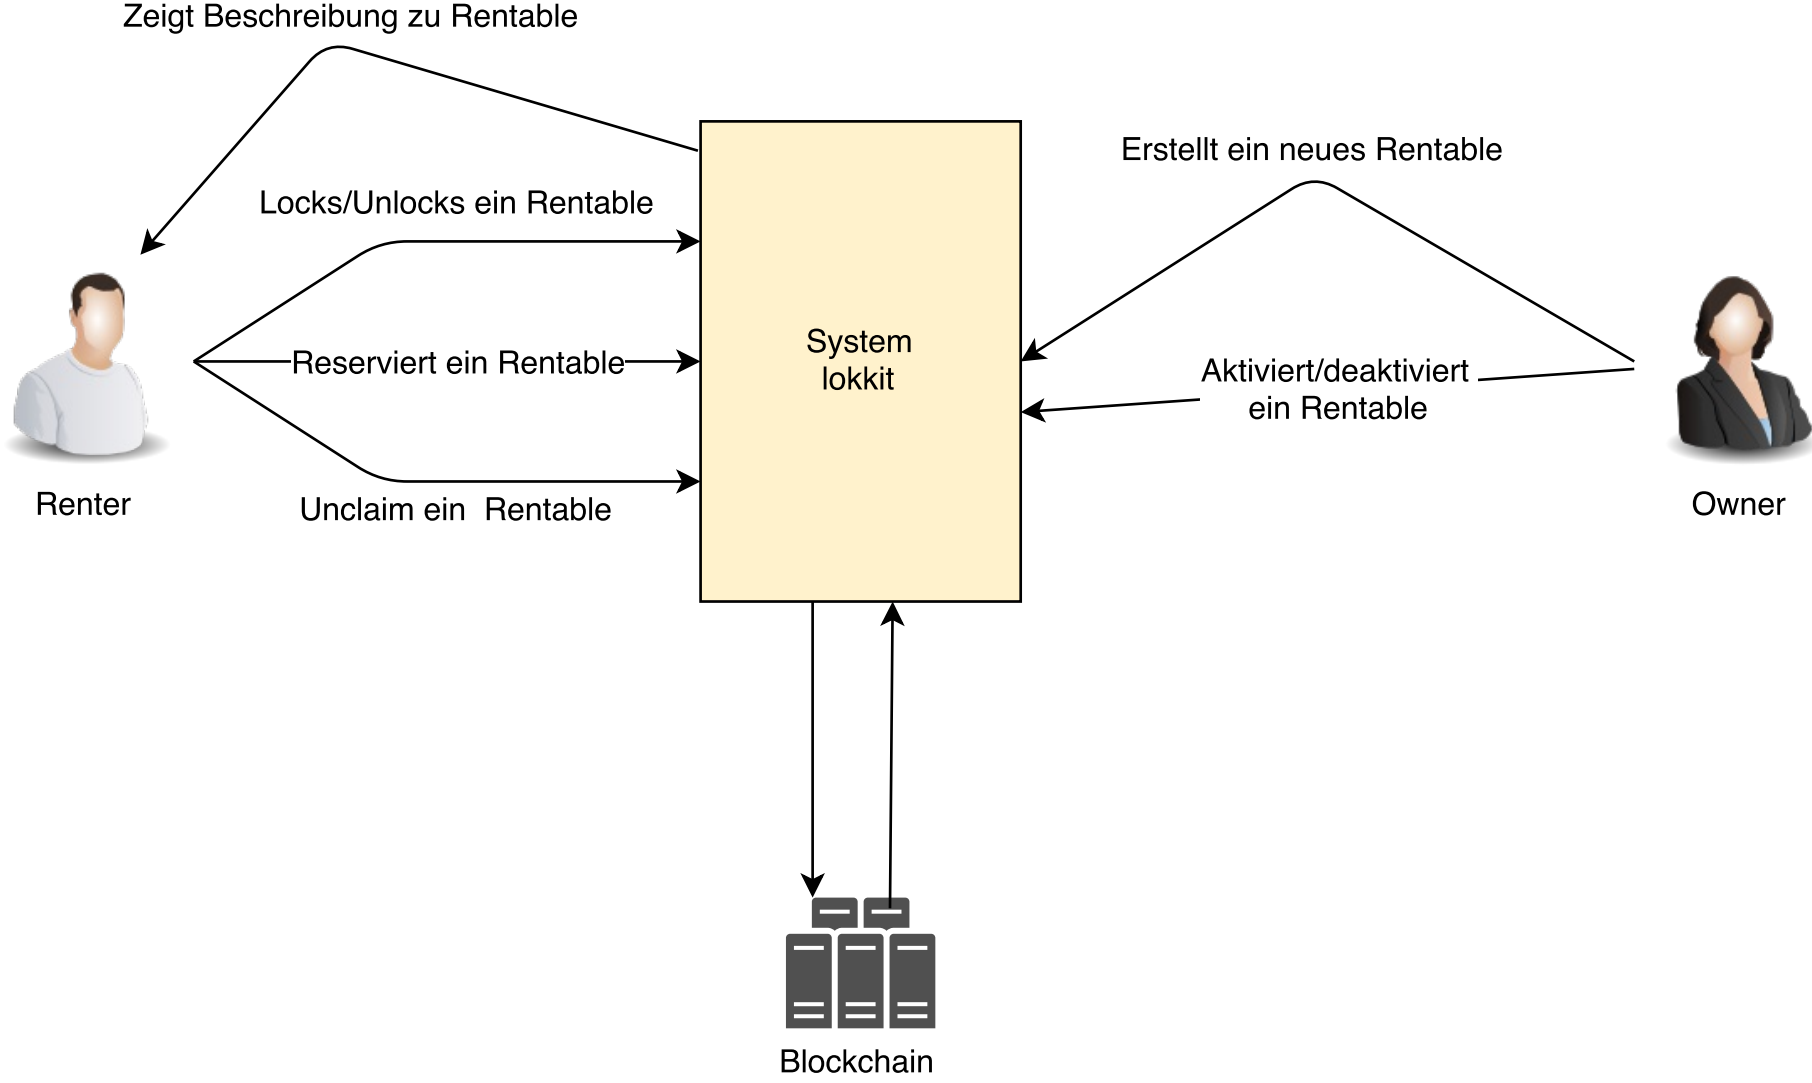 Zeigt Beschreibung zu Rentable
Erstellt ein neues Rentable
Locks/Unlocks ein Rentable
System
lokkit
Reserviert ein Rentable
Aktiviert/deaktiviert
ein Rentable
Renter
Unclaim ein  Rentable
Owner
Blockchain